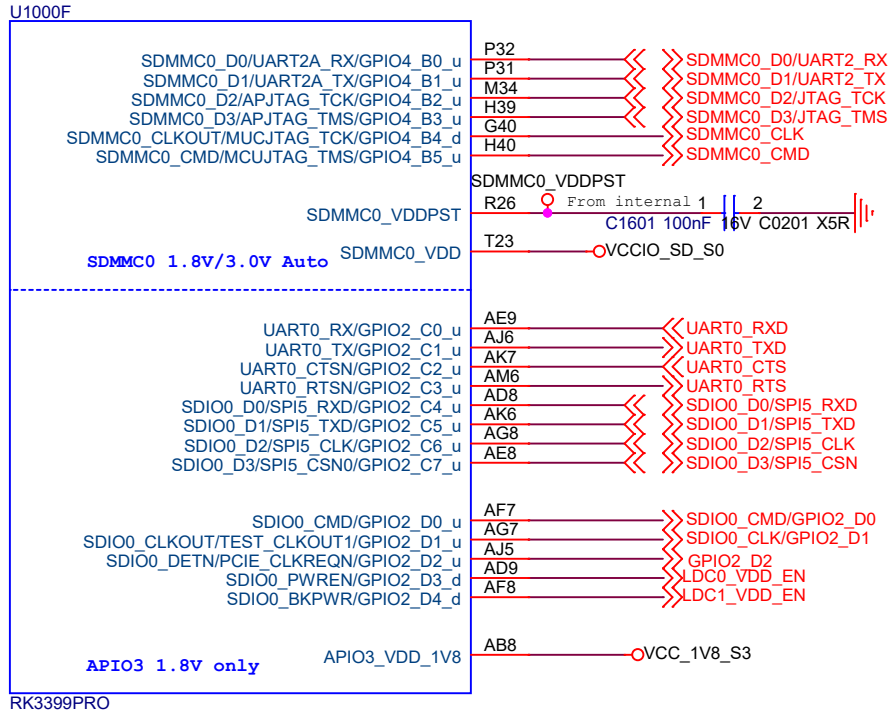 U1000F
SDMMC0_D0/UART2A_RX/GPIO4_B0_u P32 SDMMC0_D0/UART2_RX
SDMMC0_D1/UART2A_TX/GPIO4_B1_u P31 SDMMC0_D1/UART2_TX
SDMMC0_D2/APJTAG_TCK/GPIO4_B2_u M34 SDMMC0_D2/JTAG_TCK
SDMMC0_D3/APJTAG_TMS/GPIO4_B3_u H39 SDMMC0_D3/JTAG_TMS
SDMMC0_CLKOUT/MUCJTAG_TCK/GPIO4_B4_d G40 SDMMC0_CLK
SDMMC0_CMD/MCUJTAG_TMS/GPIO4_B5_u H40 SDMMC0_CMD
SDMMC0_VDDPST
SDMMC0_VDDPST R26 From internal 1 2
C1601 100nF 16V C0201 X5R
SDMMC0_VDD T23 VCCIO_SD_S0
SDMMC0 1.8V/3.0V Auto
UART0_RX/GPIO2_C0_u AE9 UART0_RXD
UART0_TX/GPIO2_C1_u AJ6 UART0_TXD
UART0_CTSN/GPIO2_C2_u AK7 UART0_CTS
UART0_RTSN/GPIO2_C3_u AM6 UART0_RTS
SDIO0_D0/SPI5_RXD/GPIO2_C4_u AD8 SDIO0_D0/SPI5_RXD
SDIO0_D1/SPI5_TXD/GPIO2_C5_u AK6 SDIO0_D1/SPI5_TXD
SDIO0_D2/SPI5_CLK/GPIO2_C6_u AG8 SDIO0_D2/SPI5_CLK
SDIO0_D3/SPI5_CSN0/GPIO2_C7_u AE8 SDIO0_D3/SPI5_CSN
SDIO0_CMD/GPIO2_D0_u AF7 SDIO0_CMD/GPIO2_D0
SDIO0_CLKOUT/TEST_CLKOUT1/GPIO2_D1_u AG7 SDIO0_CLK/GPIO2_D1
SDIO0_DETN/PCIE_CLKREQN/GPIO2_D2_u AJ5 GPIO2_D2
SDIO0_PWREN/GPIO2_D3_d AD9 LDC0_VDD_EN
SDIO0_BKPWR/GPIO2_D4_d AF8 LDC1_VDD_EN
APIO3_VDD_1V8 AB8 VCC_1V8_S3
APIO3 1.8V only
RK3399PRO